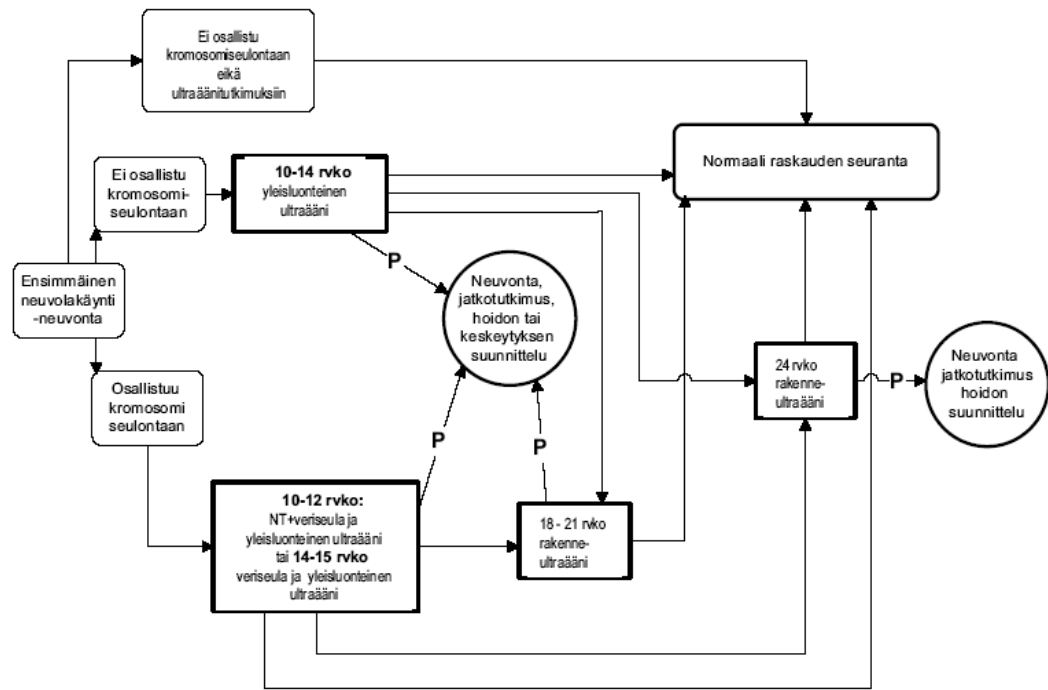 Ei osallistu
kromosomiseulontaan
eikä
ultraäänitutkimuksiin
Normaali raskauden seuranta
Ei osallistu
kromosomi-
seulontaan
10-14 rvko
yleisluonteinen
ultraääni
P
Ensimmäinen
neuvolakäynti
-neuvonta
Neuvonta,
jatkotutkimus,
hoidon tai
keskeytyksen
suunnittelu
24 rvko
rakenne-
ultraääni
P
Neuvonta
jatkotutkimus
hoidon
suunnittelu
Osallistuu
kromosomi
seulontaan
P
P
10-12 rvko:
NT+veriseula ja
yleisluonteinen ultraääni
tai 14-15 rvko
veriseula ja yleisluonteinen
ultraääni
18 - 21 rvko
rakenne-
ultraääni